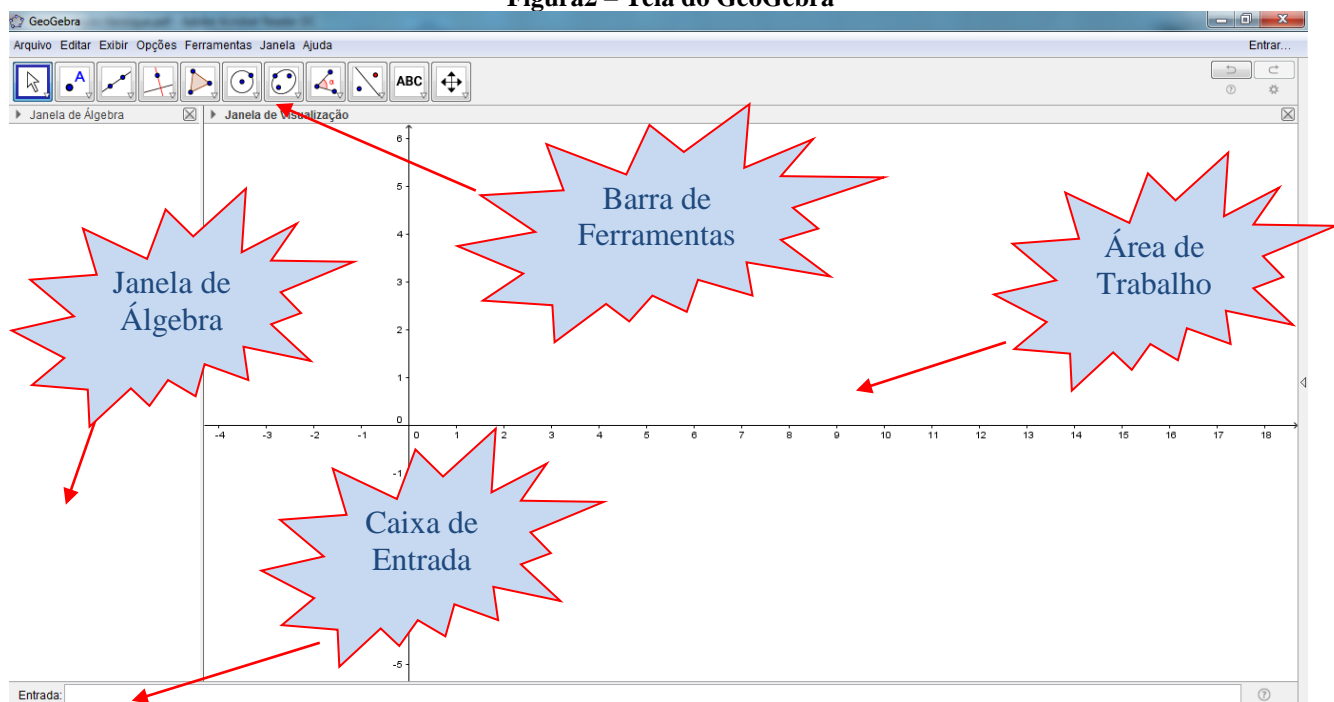 Figura2 – Tela do GeoGebra
GeoGebra
Arquivo Editar Exibir Opções Ferramentas Janela Ajuda
Entrar...
A
α
ABC
Janela de Álgebra
Janela de Visualização
6
5
4
3
2
1
0
-4 -3 -2 -1 0 1 2 3 4 5 6 7 8 9 10 11 12 13 14 15 16 17 18
-1
-5
Barra de
Ferramentas
Área de
Trabalho
Janela de
Álgebra
Caixa de
Entrada
Entrada: